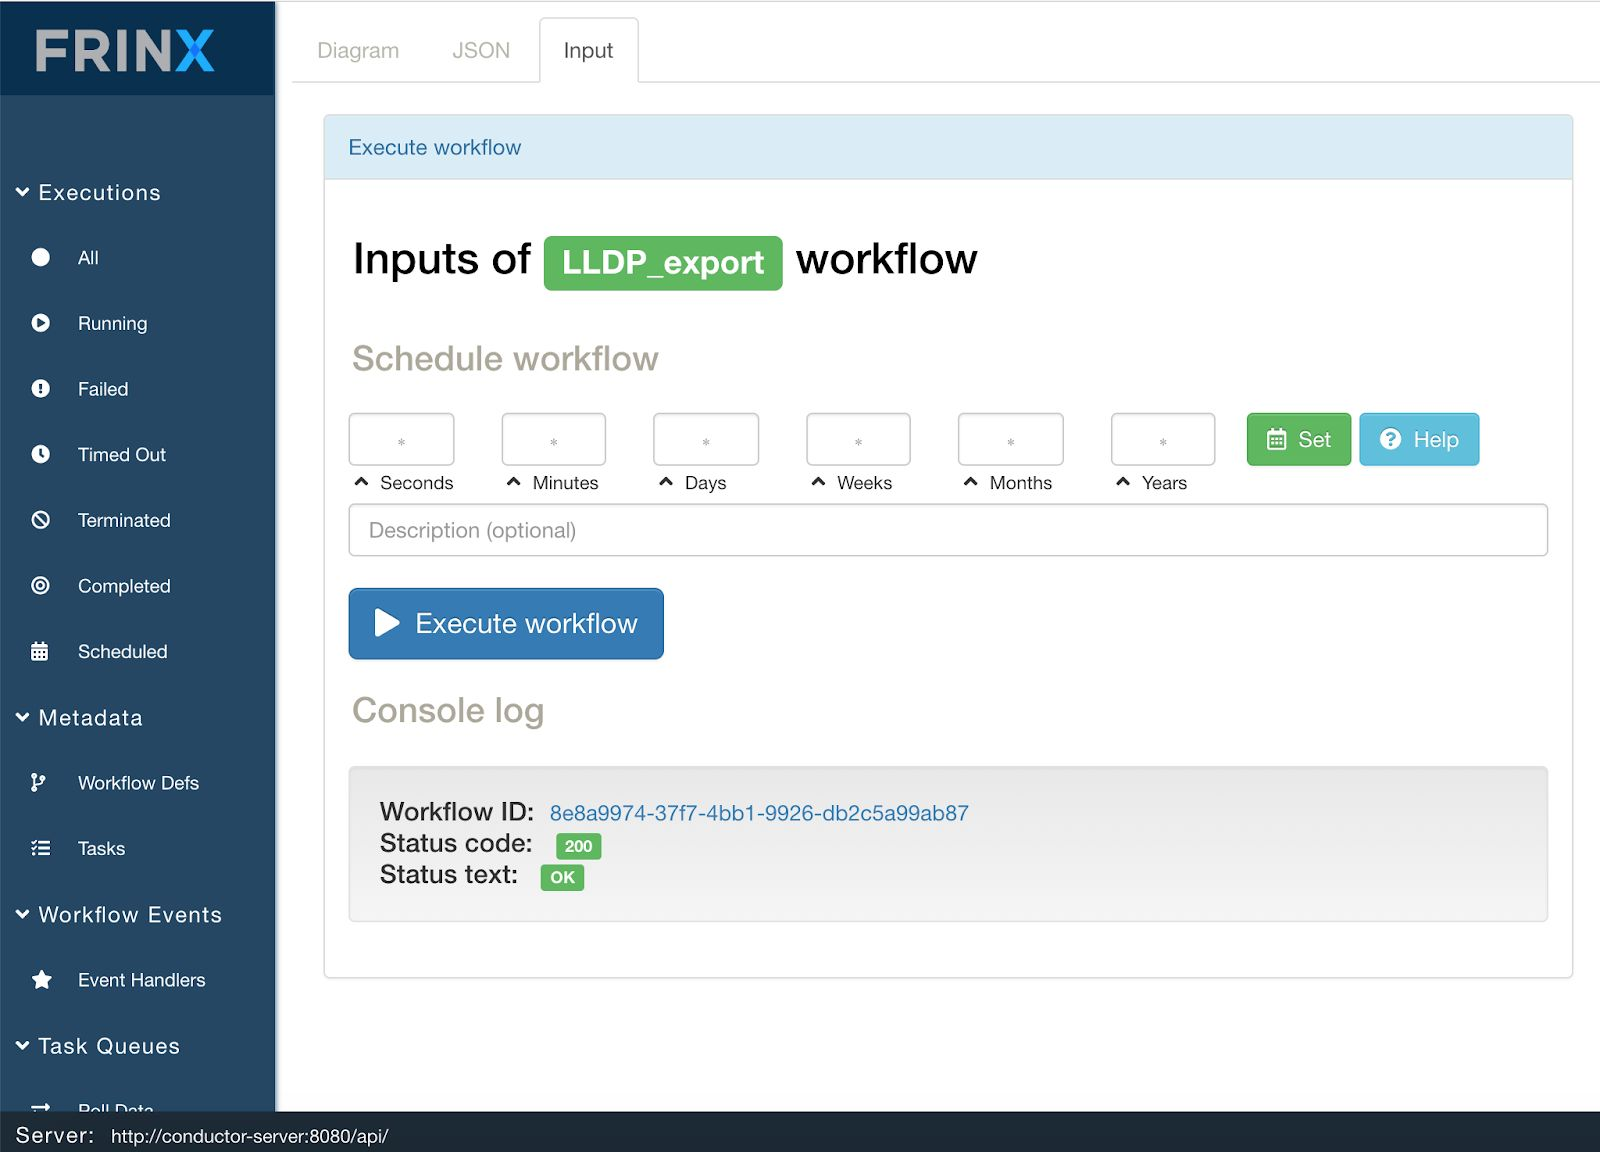 FRINX
Diagram JSON Input
Execute workflow
Executions
All
Running
Failed
Timed Out
Terminated
Completed
Scheduled
Metadata
Workflow Defs
Tasks
Workflow Events
Event Handlers
Task Queues
Poll Data
Inputs of LLDP_export workflow
Schedule workflow
* * * * * *
Set Help
Seconds Minutes Days Weeks Months Years
Description (optional)
Execute workflow
Console log
Workflow ID: 8e8a9974-37f7-4bb1-9926-db2c5a99ab87
Status code: 200
Status text: OK
Server: http://conductor-server:8080/api/